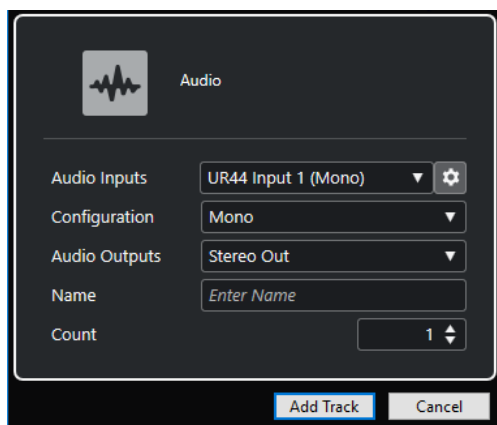 Audio
Audio Inputs UR44 Input 1 (Mono)
Configuration Mono
Audio Outputs Stereo Out
Name Enter Name
Count 1
Add Track Cancel